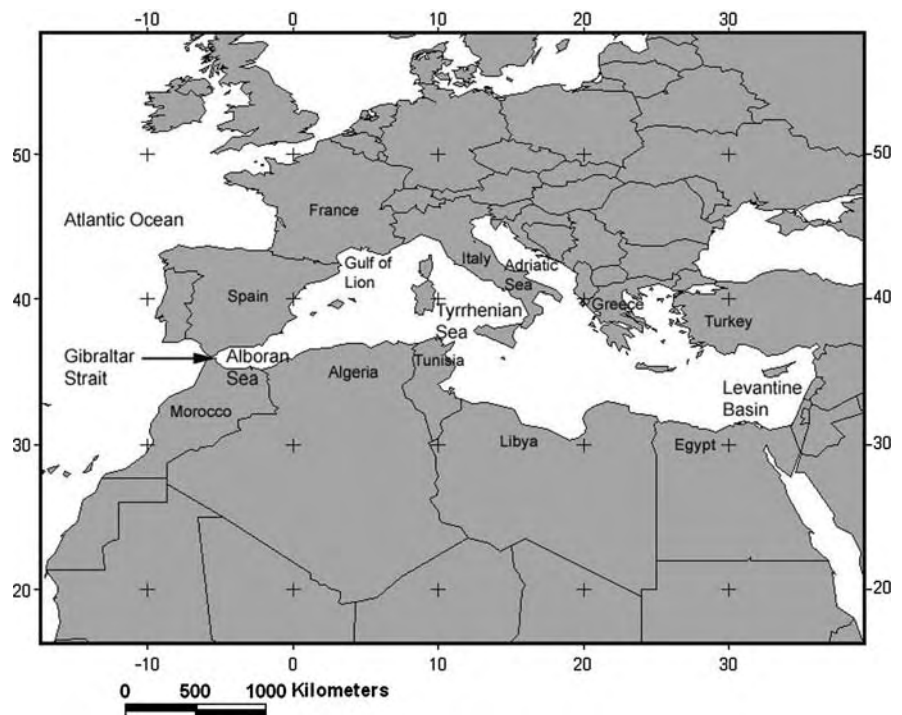 -10 0 10 20 30
50 50
Atlantic Ocean
France
Gulf of
Lion
Italy
Adriatic
Sea
40 40
Spain
Tyrrhenian
Sea
Greece
Turkey
Gibraltar
Strait
Alboran
Sea
Algeria
Tunisia
Levantine
Basin
Morocco
30 30
Libya
Egypt
20 20
-10 0 10 20 30
0 500 1000 Kilometers